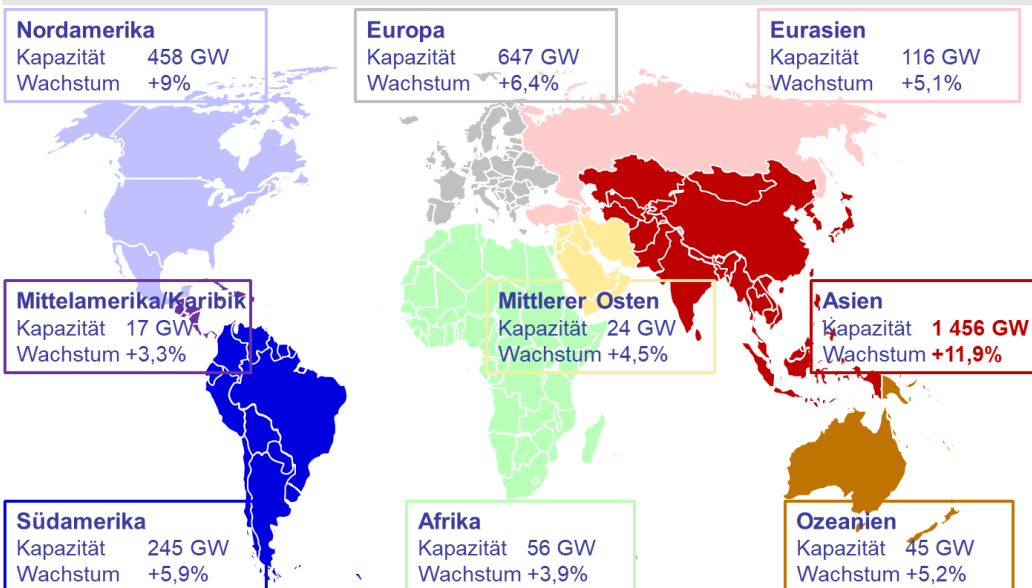 Nordamerika
Kapazität 458 GW
Wachstum +9%
Europa
Kapazität 647 GW
Wachstum +6,4%
Eurasien
Kapazität 116 GW
Wachstum +5,1%
Mittelamerika/Karibik
Kapazität 17 GW
Wachstum +3,3%
Mittlerer Osten
Kapazität 24 GW
Wachstum +4,5%
Asien
Kapazität 1 456 GW
Wachstum +11,9%
Südamerika
Kapazität 245 GW
Wachstum +5,9%
Afrika
Kapazität 56 GW
Wachstum +3,9%
Ozeanien
Kapazität 45 GW
Wachstum +5,2%